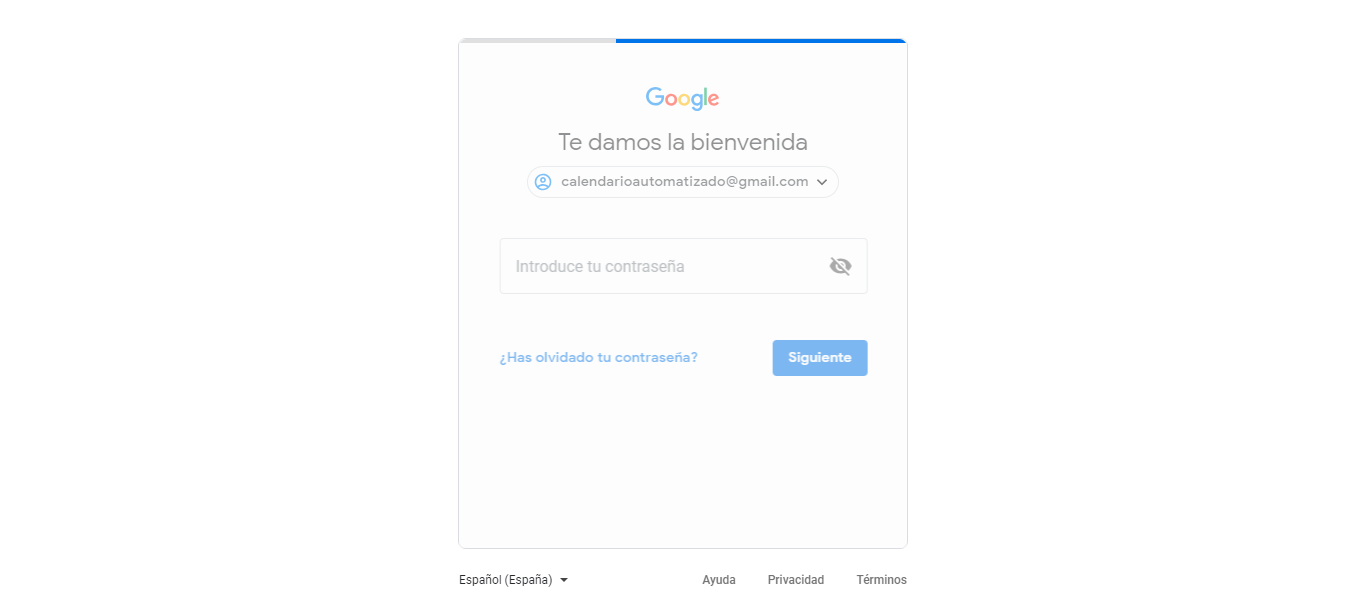 Google
Te damos la bienvenida
calendarioautomatizado@gmail.com
Introduce tu contraseña
¿Has olvidado tu contraseña?
Siguiente
Español (España)
Ayuda
Privacidad
Términos